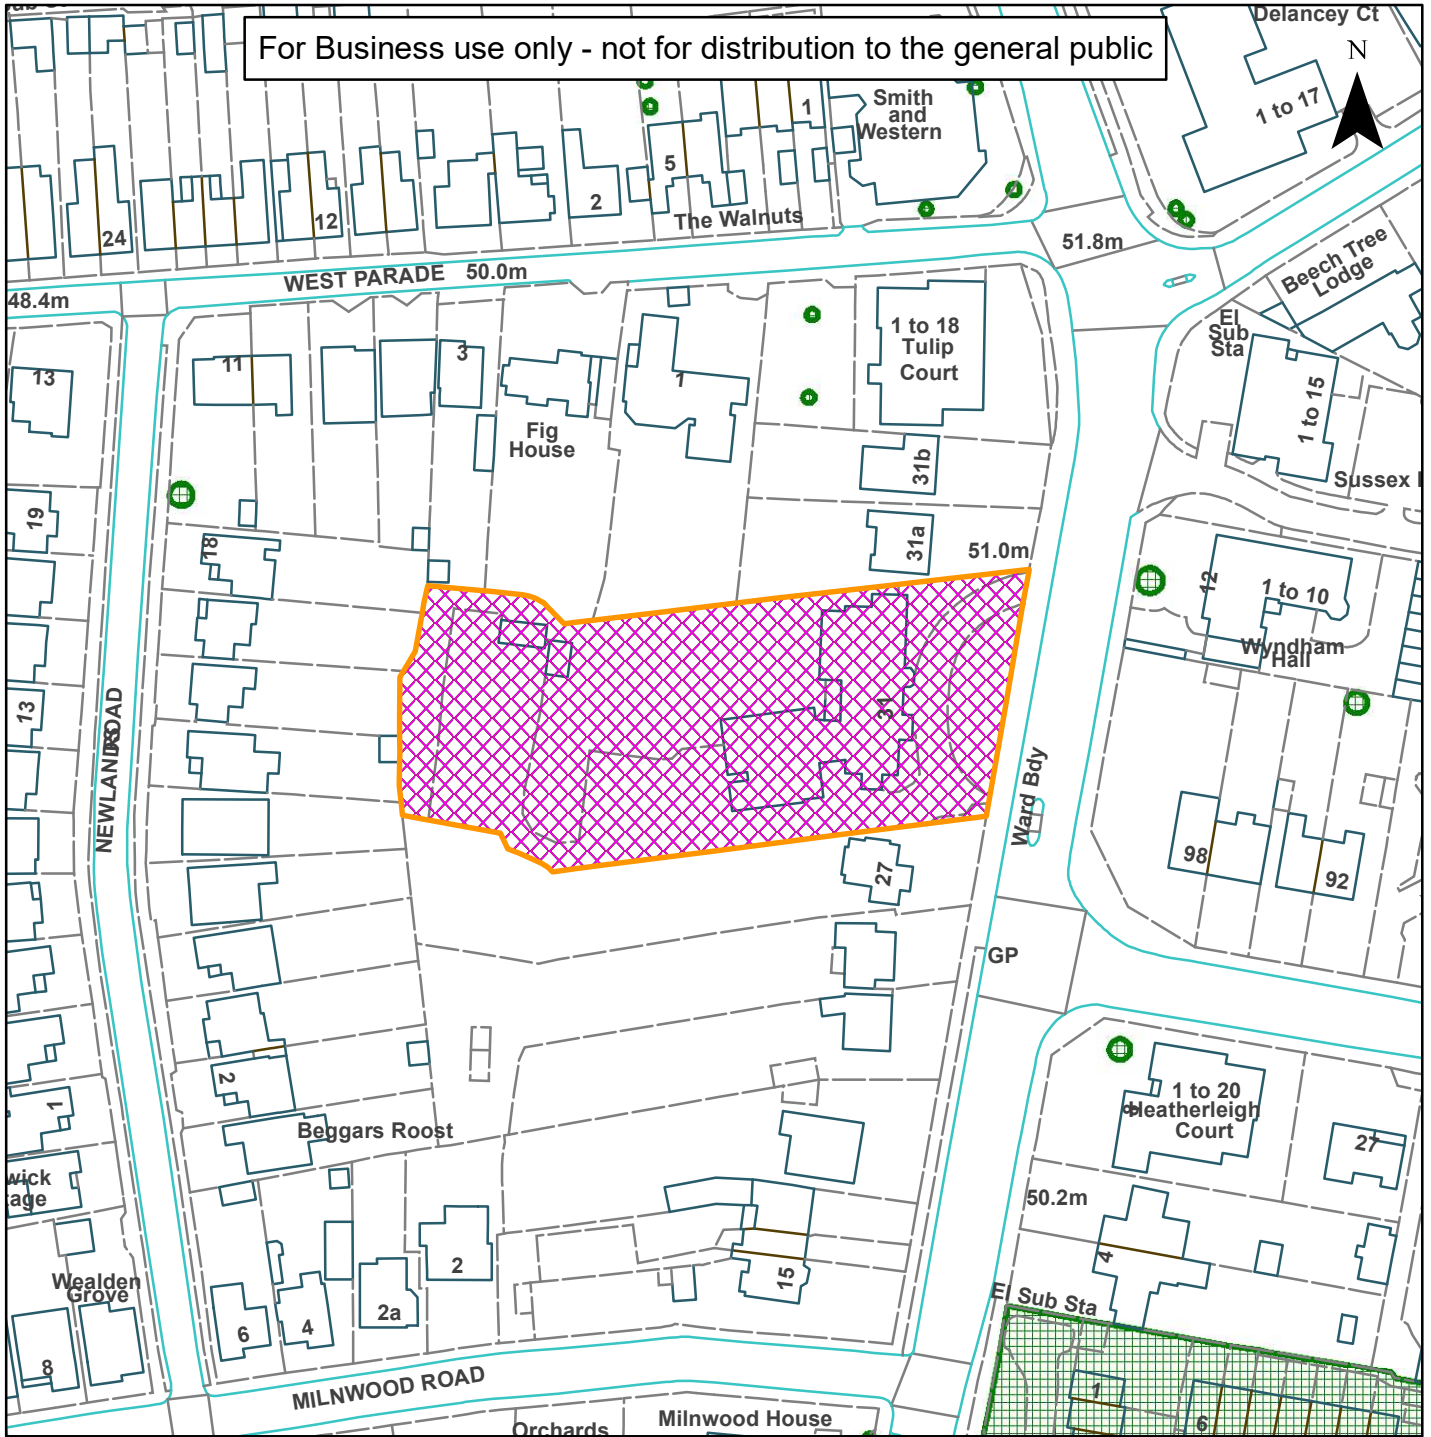 Delancey Ct
For Business use only - not for distribution to the general public
N
Smith
and
Western
1
1 to 17
5
2
12
24
The Walnuts
51.8m
WEST PARADE 50.0m
48.4m
Beech Tree
Lodge
El
Sub
Sta
1 to 18
Tulip
Court
13
11
3
1
Fig
House
1 to 15
31b
Sussex
19
18
31a
51.0m
12
1 to 10
Wyndham
Hall
13
31
NEWLANDS ROAD
Ward Bdy
27
98
92
GP
2
1
Beggars Roost
1 to 20
8
Heatherleigh
Court
27
50.2m
4
wick
tage
Wealden
Grove
2
2a
15
El Sub Sta
6
4
8
MILNWOOD ROAD
1
6
Orchards
Milnwood House